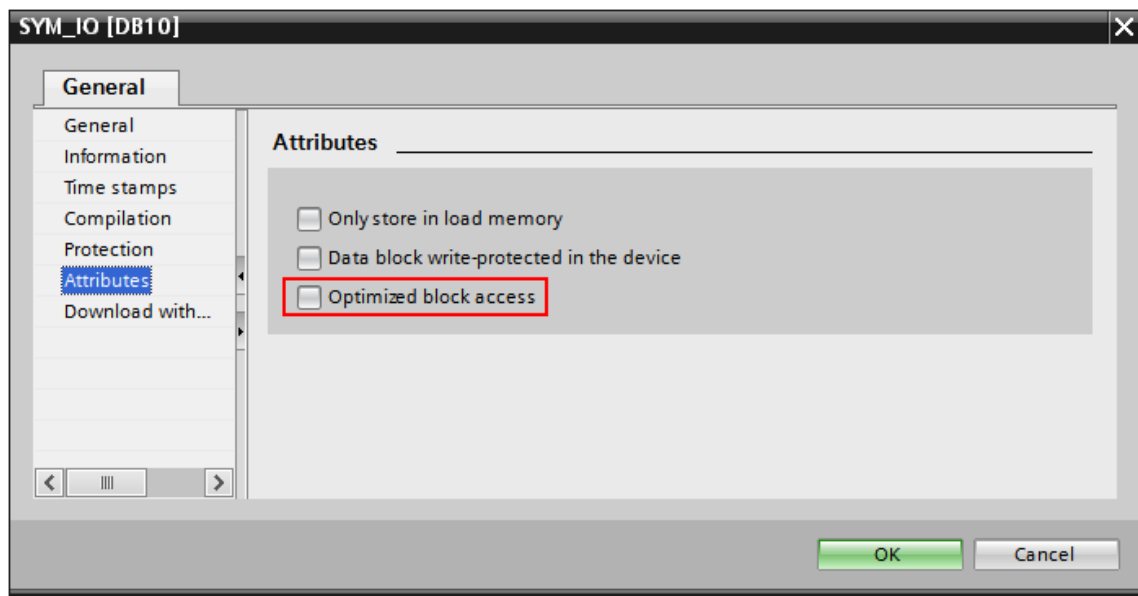 SYM_IO [DB10]
General
General
Information
Time stamps
Compilation
Protection
Attributes
Download with...
Attributes
Only store in load memory
Data block write-protected in the device
Optimized block access
OK
Cancel